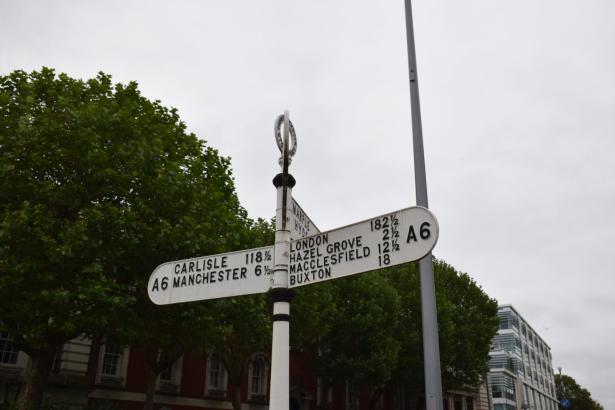 A6
CARLISLE 118½
MANCHESTER 6½
LONDON 182½
HAZEL GROVE 2½
MACCLESFIELD 12½
BUXTON 18
A6